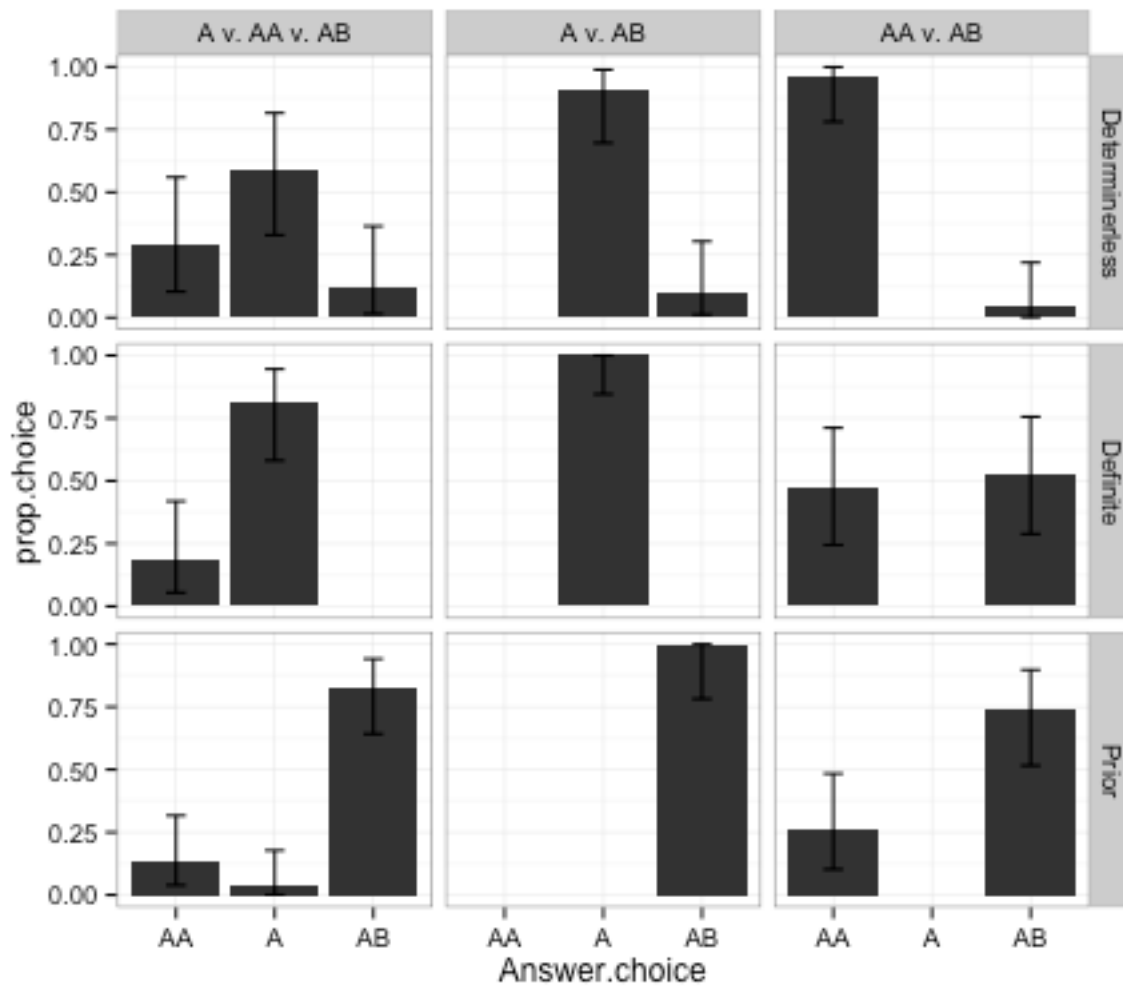 A v. AA v. AB
A v. AB
AA v. AB
1.00
0.75
0.50
0.25
0.00
Determinerless
1.00
0.75
0.50
0.25
0.00
Definite
1.00
0.75
0.50
0.25
0.00
Prior
prop.choice
AA A AB
AA A AB
AA A AB
Answer.choice